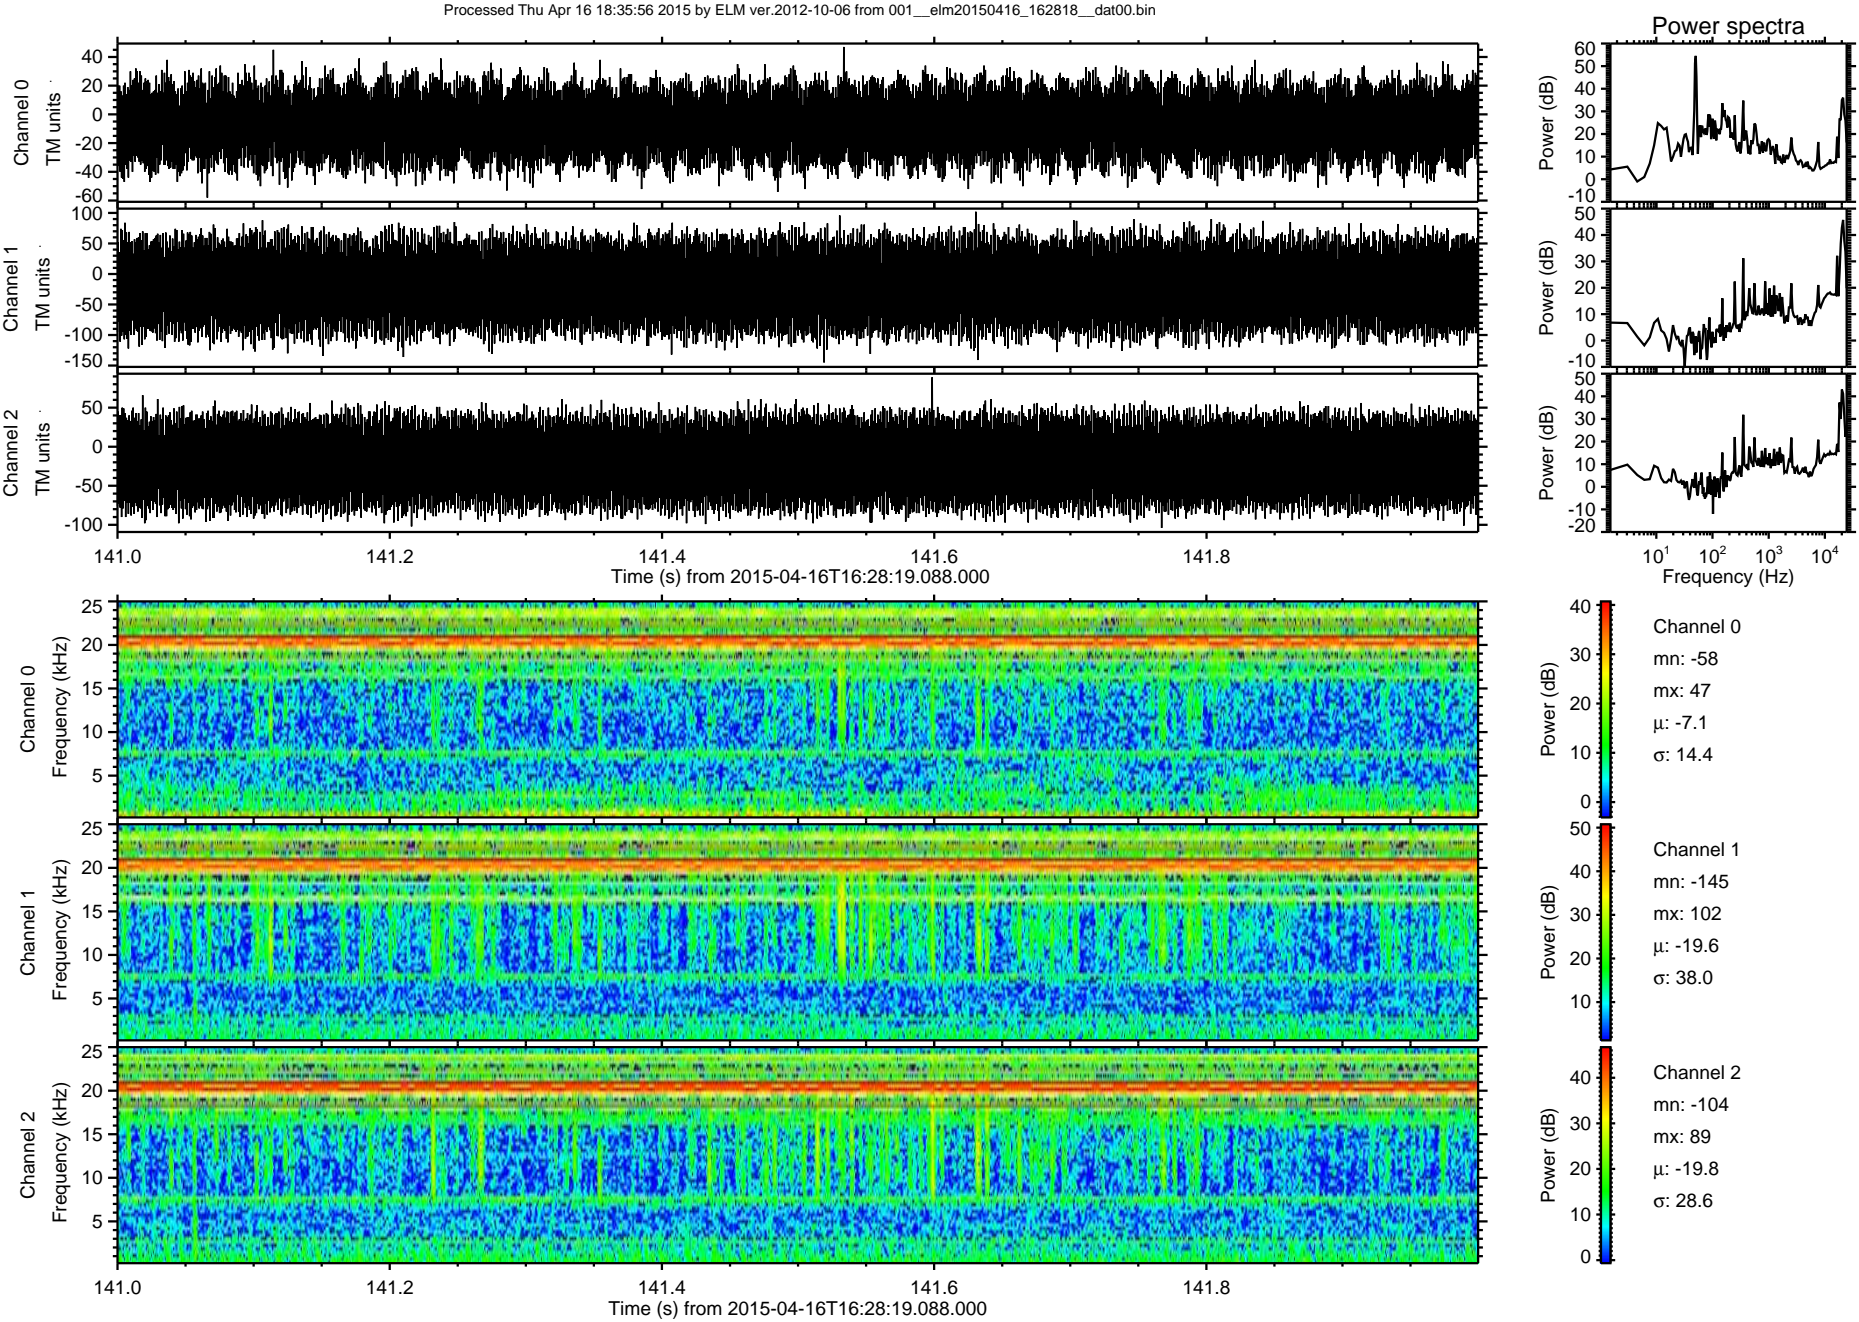 Processed Thu Apr 16 18:35:56 2015 by ELM ver.2012-10-06 from 001__elm20150416_162818__dat00.bin
Power spectra
Channel 0
TM units
40
20
0
-20
-40
-60
Power (dB)
60
50
40
30
20
10
0
-10
Channel 1
TM units
100
50
0
-50
-100
-150
Power (dB)
50
40
30
20
10
0
-10
Channel 2
TM units
50
0
-50
-100
Power (dB)
50
40
30
20
10
0
-10
-20
141.0 141.2 141.4 141.6 141.8
Time (s) from 2015-04-16T16:28:19.088.000
10^1 10^2 10^3 10^4
Frequency (Hz)
Channel 0
Frequency (kHz)
25
20
15
10
5
Power (dB)
40
30
20
10
0
Channel 0
mn: -58
mx: 47
μ: -7.1
σ: 14.4
Channel 1
Frequency (kHz)
25
20
15
10
5
Power (dB)
50
40
30
20
10
Channel 1
mn: -145
mx: 102
μ: -19.6
σ: 38.0
Channel 2
Frequency (kHz)
25
20
15
10
5
Power (dB)
40
30
20
10
0
Channel 2
mn: -104
mx: 89
μ: -19.8
σ: 28.6
141.0 141.2 141.4 141.6 141.8
Time (s) from 2015-04-16T16:28:19.088.000